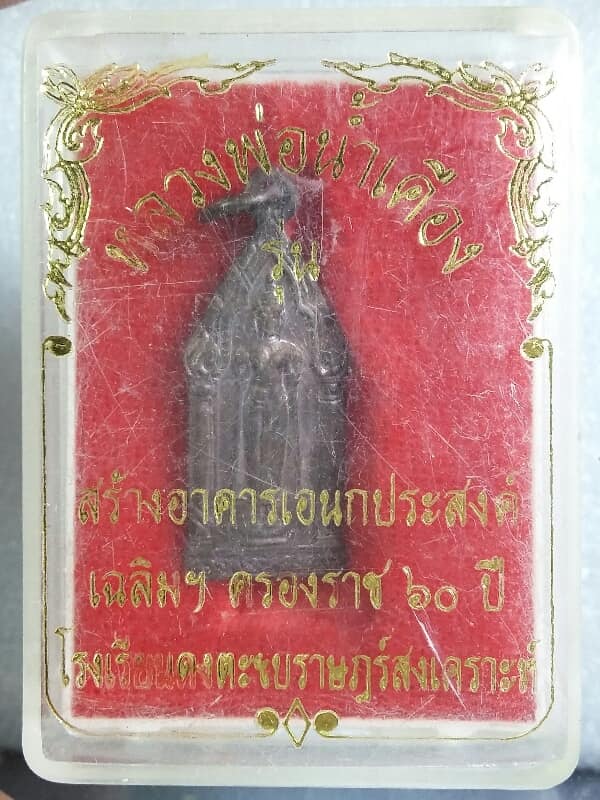 หลวงพ่อน้ำเคือง
รุ่น
สร้างอาคารเอนกประสงค์
เฉลิมฯ ครองราช ๖๐ ปี
โรงเรียนดงตะขบราษฎร์สงเคราะห์